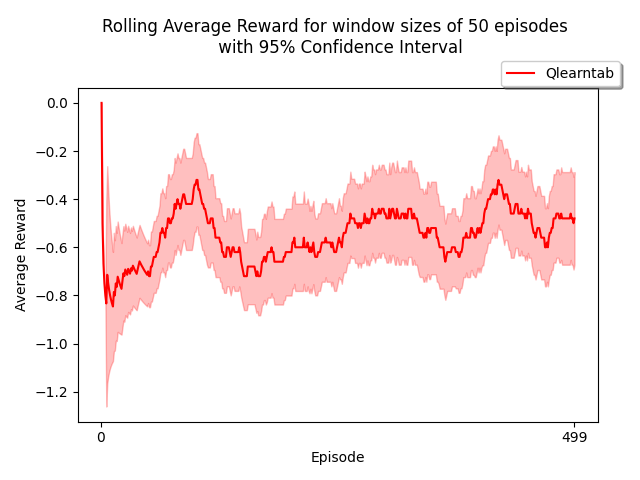 Rolling Average Reward for window sizes of 50 episodes
with 95% Confidence Interval
Qlearntab
0.0
−0.2
−0.4
−0.6
−0.8
−1.0
−1.2
Average Reward
0
499
Episode